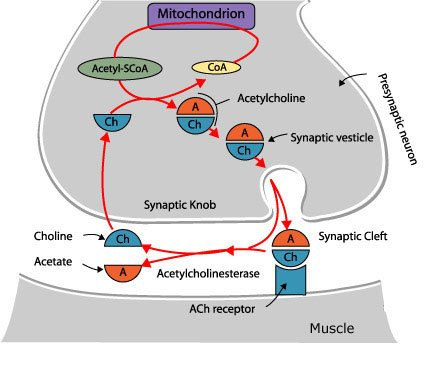 Mitochondrion
Acetyl-SCoA
CoA
Acetylcholine
A
Ch
Ch
A
Ch
Synaptic vesicle
Presynaptic neuron
Synaptic Knob
Choline
Ch
A
Ch
Synaptic Cleft
Acetate
A
Acetylcholinesterase
ACh receptor
Muscle